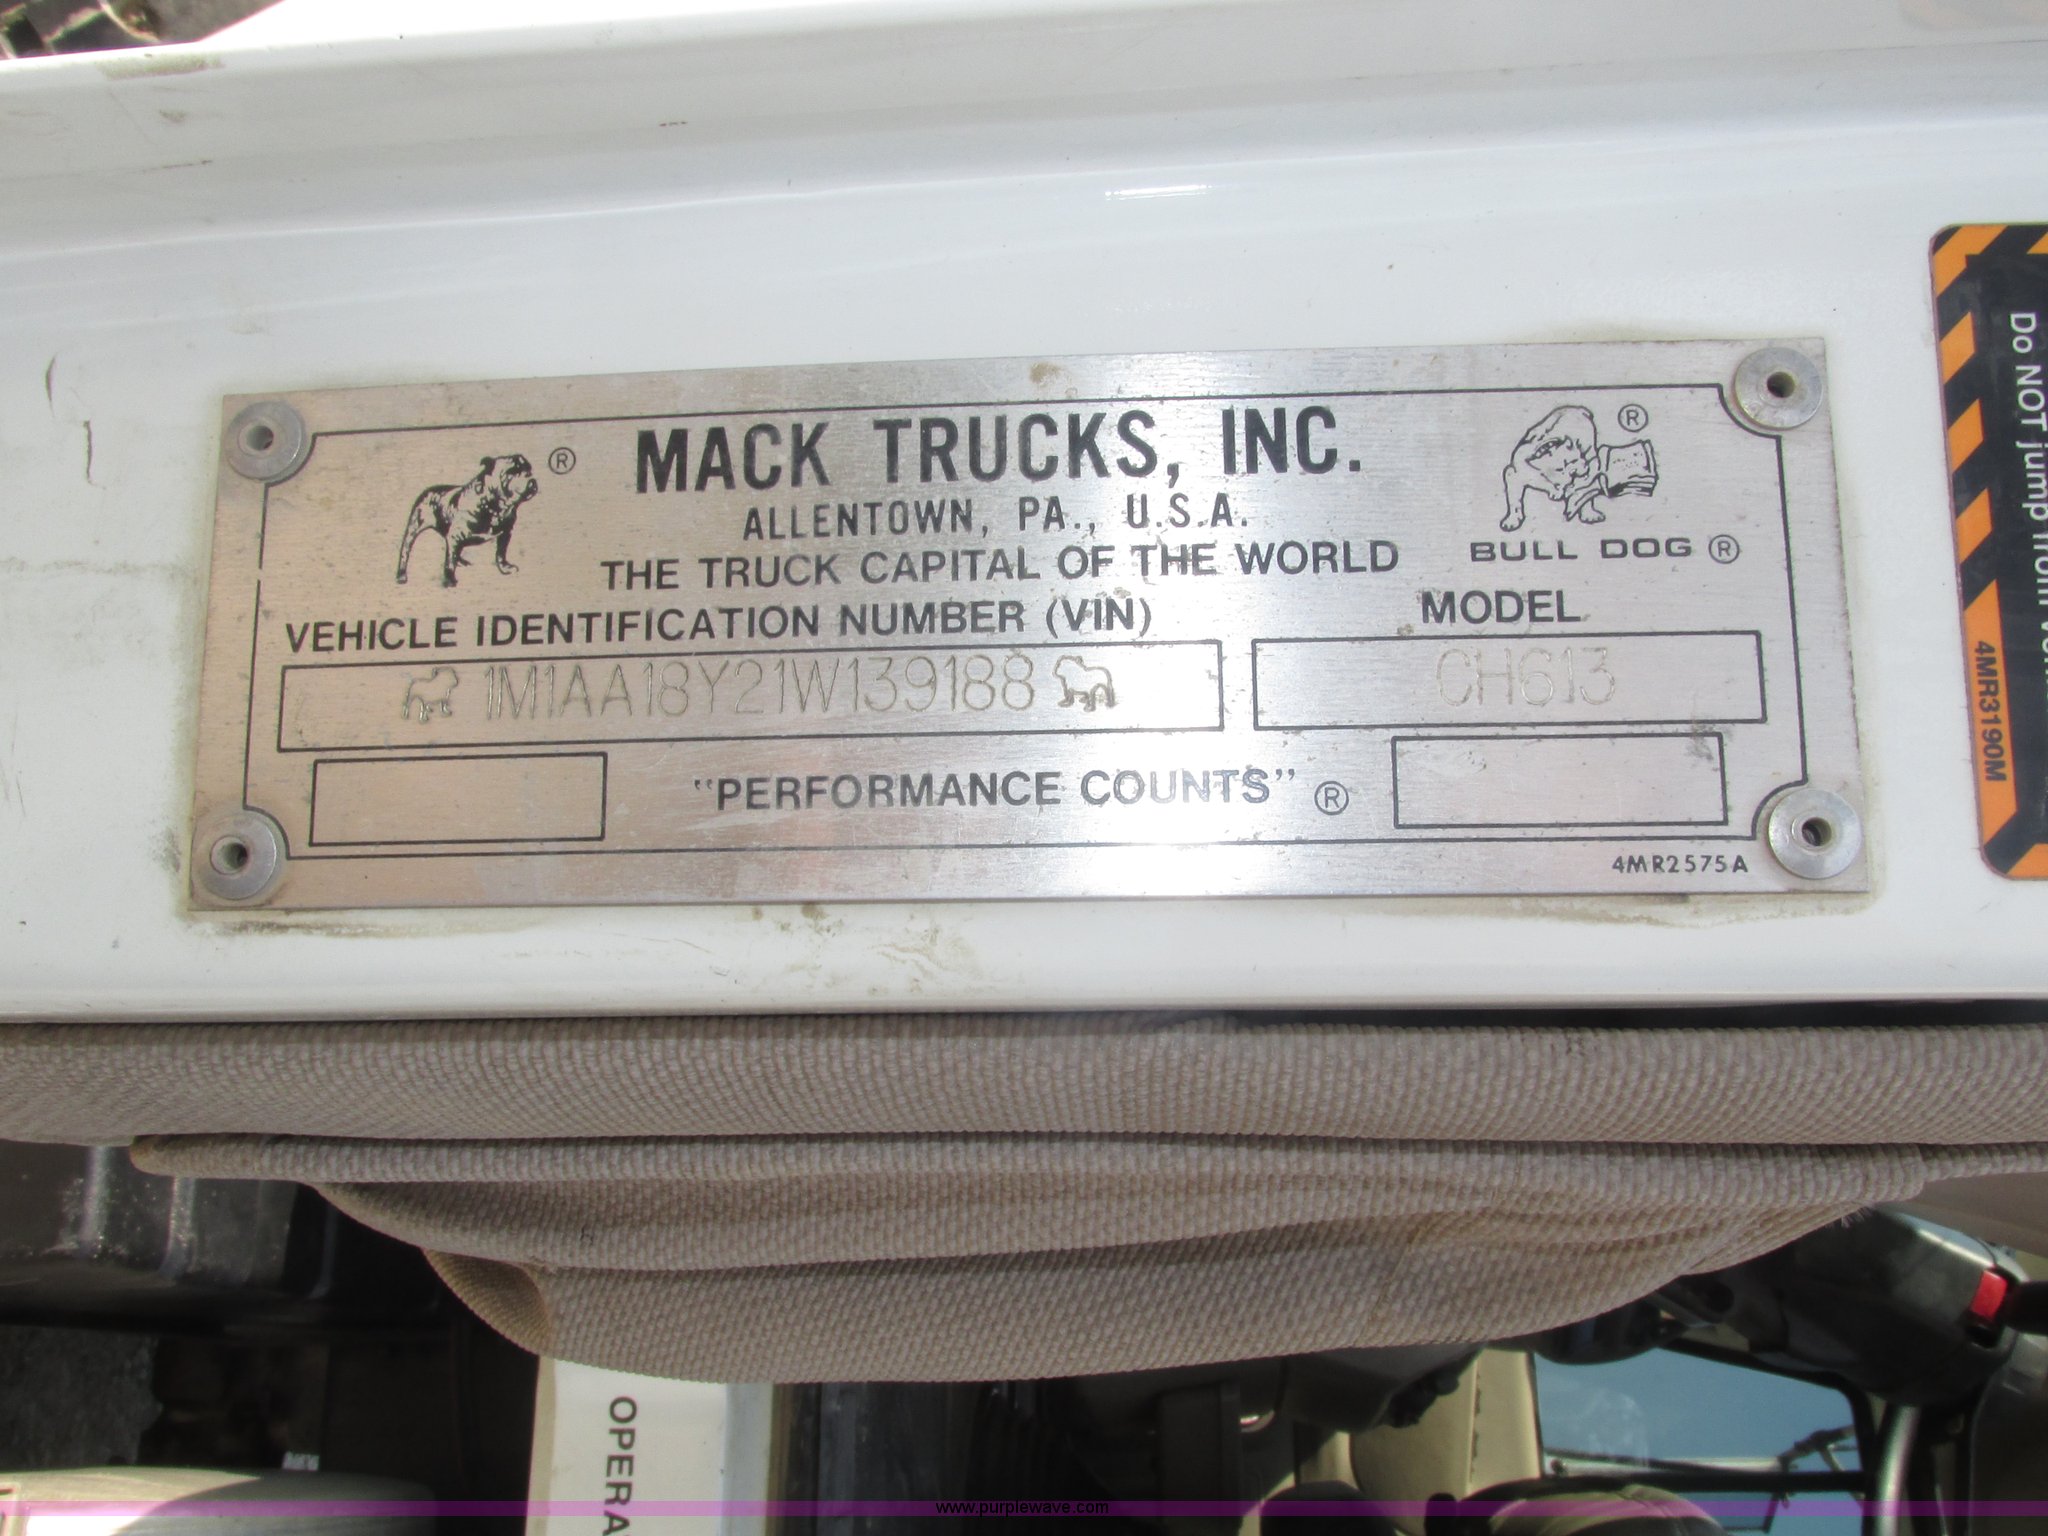 ®
MACK TRUCKS, INC.
®
ALLENTOWN, PA., U.S.A.
THE TRUCK CAPITAL OF THE WORLD
BULL DOG ®
VEHICLE IDENTIFICATION NUMBER (VIN)
MODEL
1M1AA18Y21W139188
CH613
"PERFORMANCE COUNTS" ®
4MR2575A
Do NOT jump from
4MR3190M
OPERA
www.purplewave.com